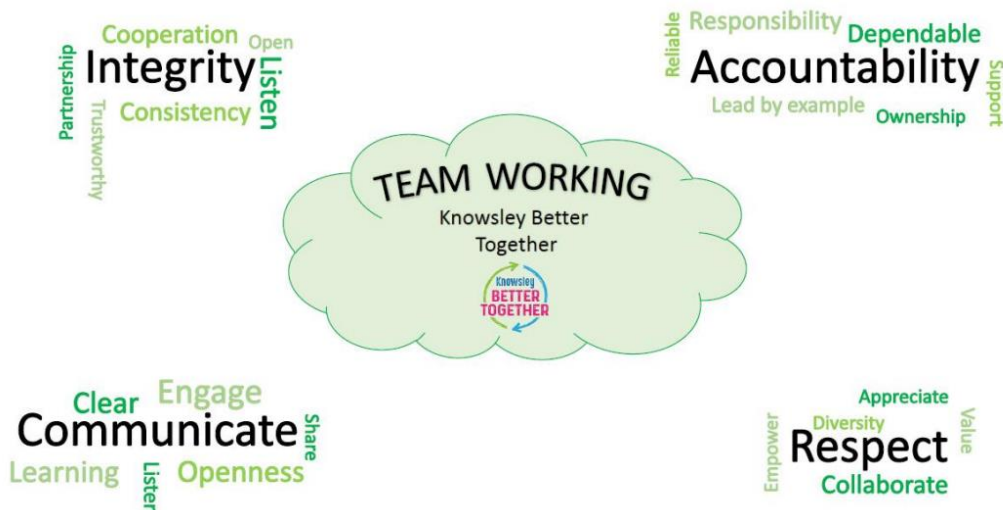 Cooperation
Open
Integrity
Listen
Partnership
Trustworthy
Consistency
Responsibility
Reliable
Dependable
Accountability
Support
Lead by example
Ownership
TEAM WORKING
Knowsley Better
Together
Knowsley
BETTER
TOGETHER
Engage
Clear
Communicate
Share
Learning
Listen
Openness
Appreciate
Value
Diversity
Empower
Respect
Collaborate